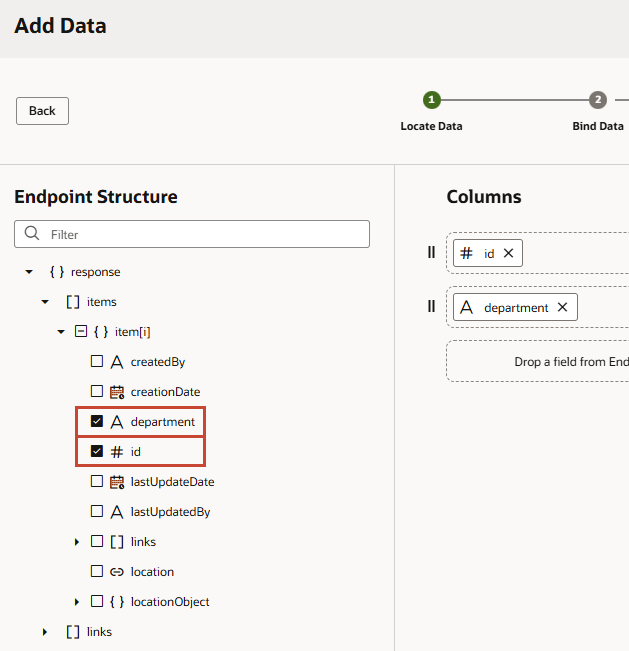 Add Data
Back
1
2
Locate Data
Bind Data
Endpoint Structure
Filter
{ } response
[] items
{ } item[i]
A createdBy
creationDate
A department
# id
lastUpdateDate
A lastUpdatedBy
[] links
location
{ } locationObject
[] links
Columns
# id
A department
Drop a field from End